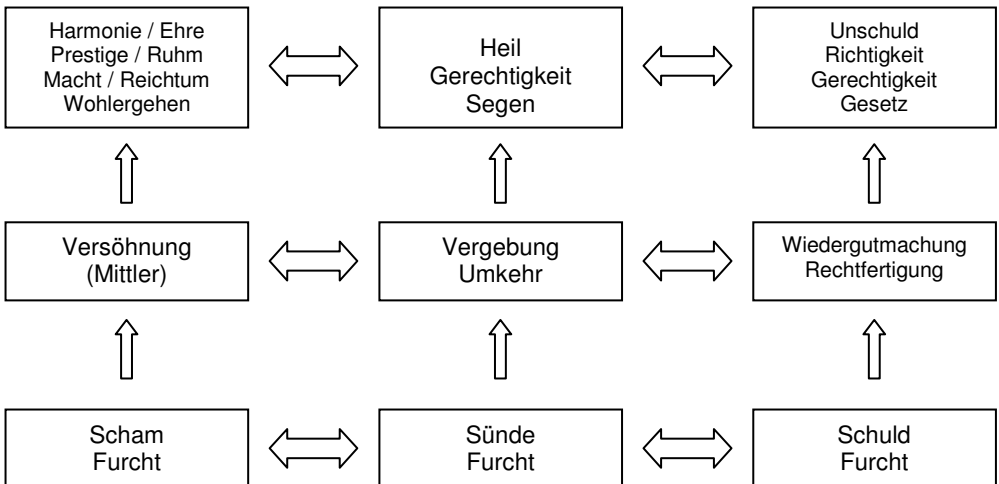 Harmonie / Ehre
Prestige / Ruhm
Macht / Reichtum
Wohlergehen
Heil
Gerechtigkeit
Segen
Unschuld
Richtigkeit
Gerechtigkeit
Gesetz
Versöhnung
(Mittler)
Vergebung
Umkehr
Wiedergutmachung
Rechtfertigung
Scham
Furcht
Sünde
Furcht
Schuld
Furcht